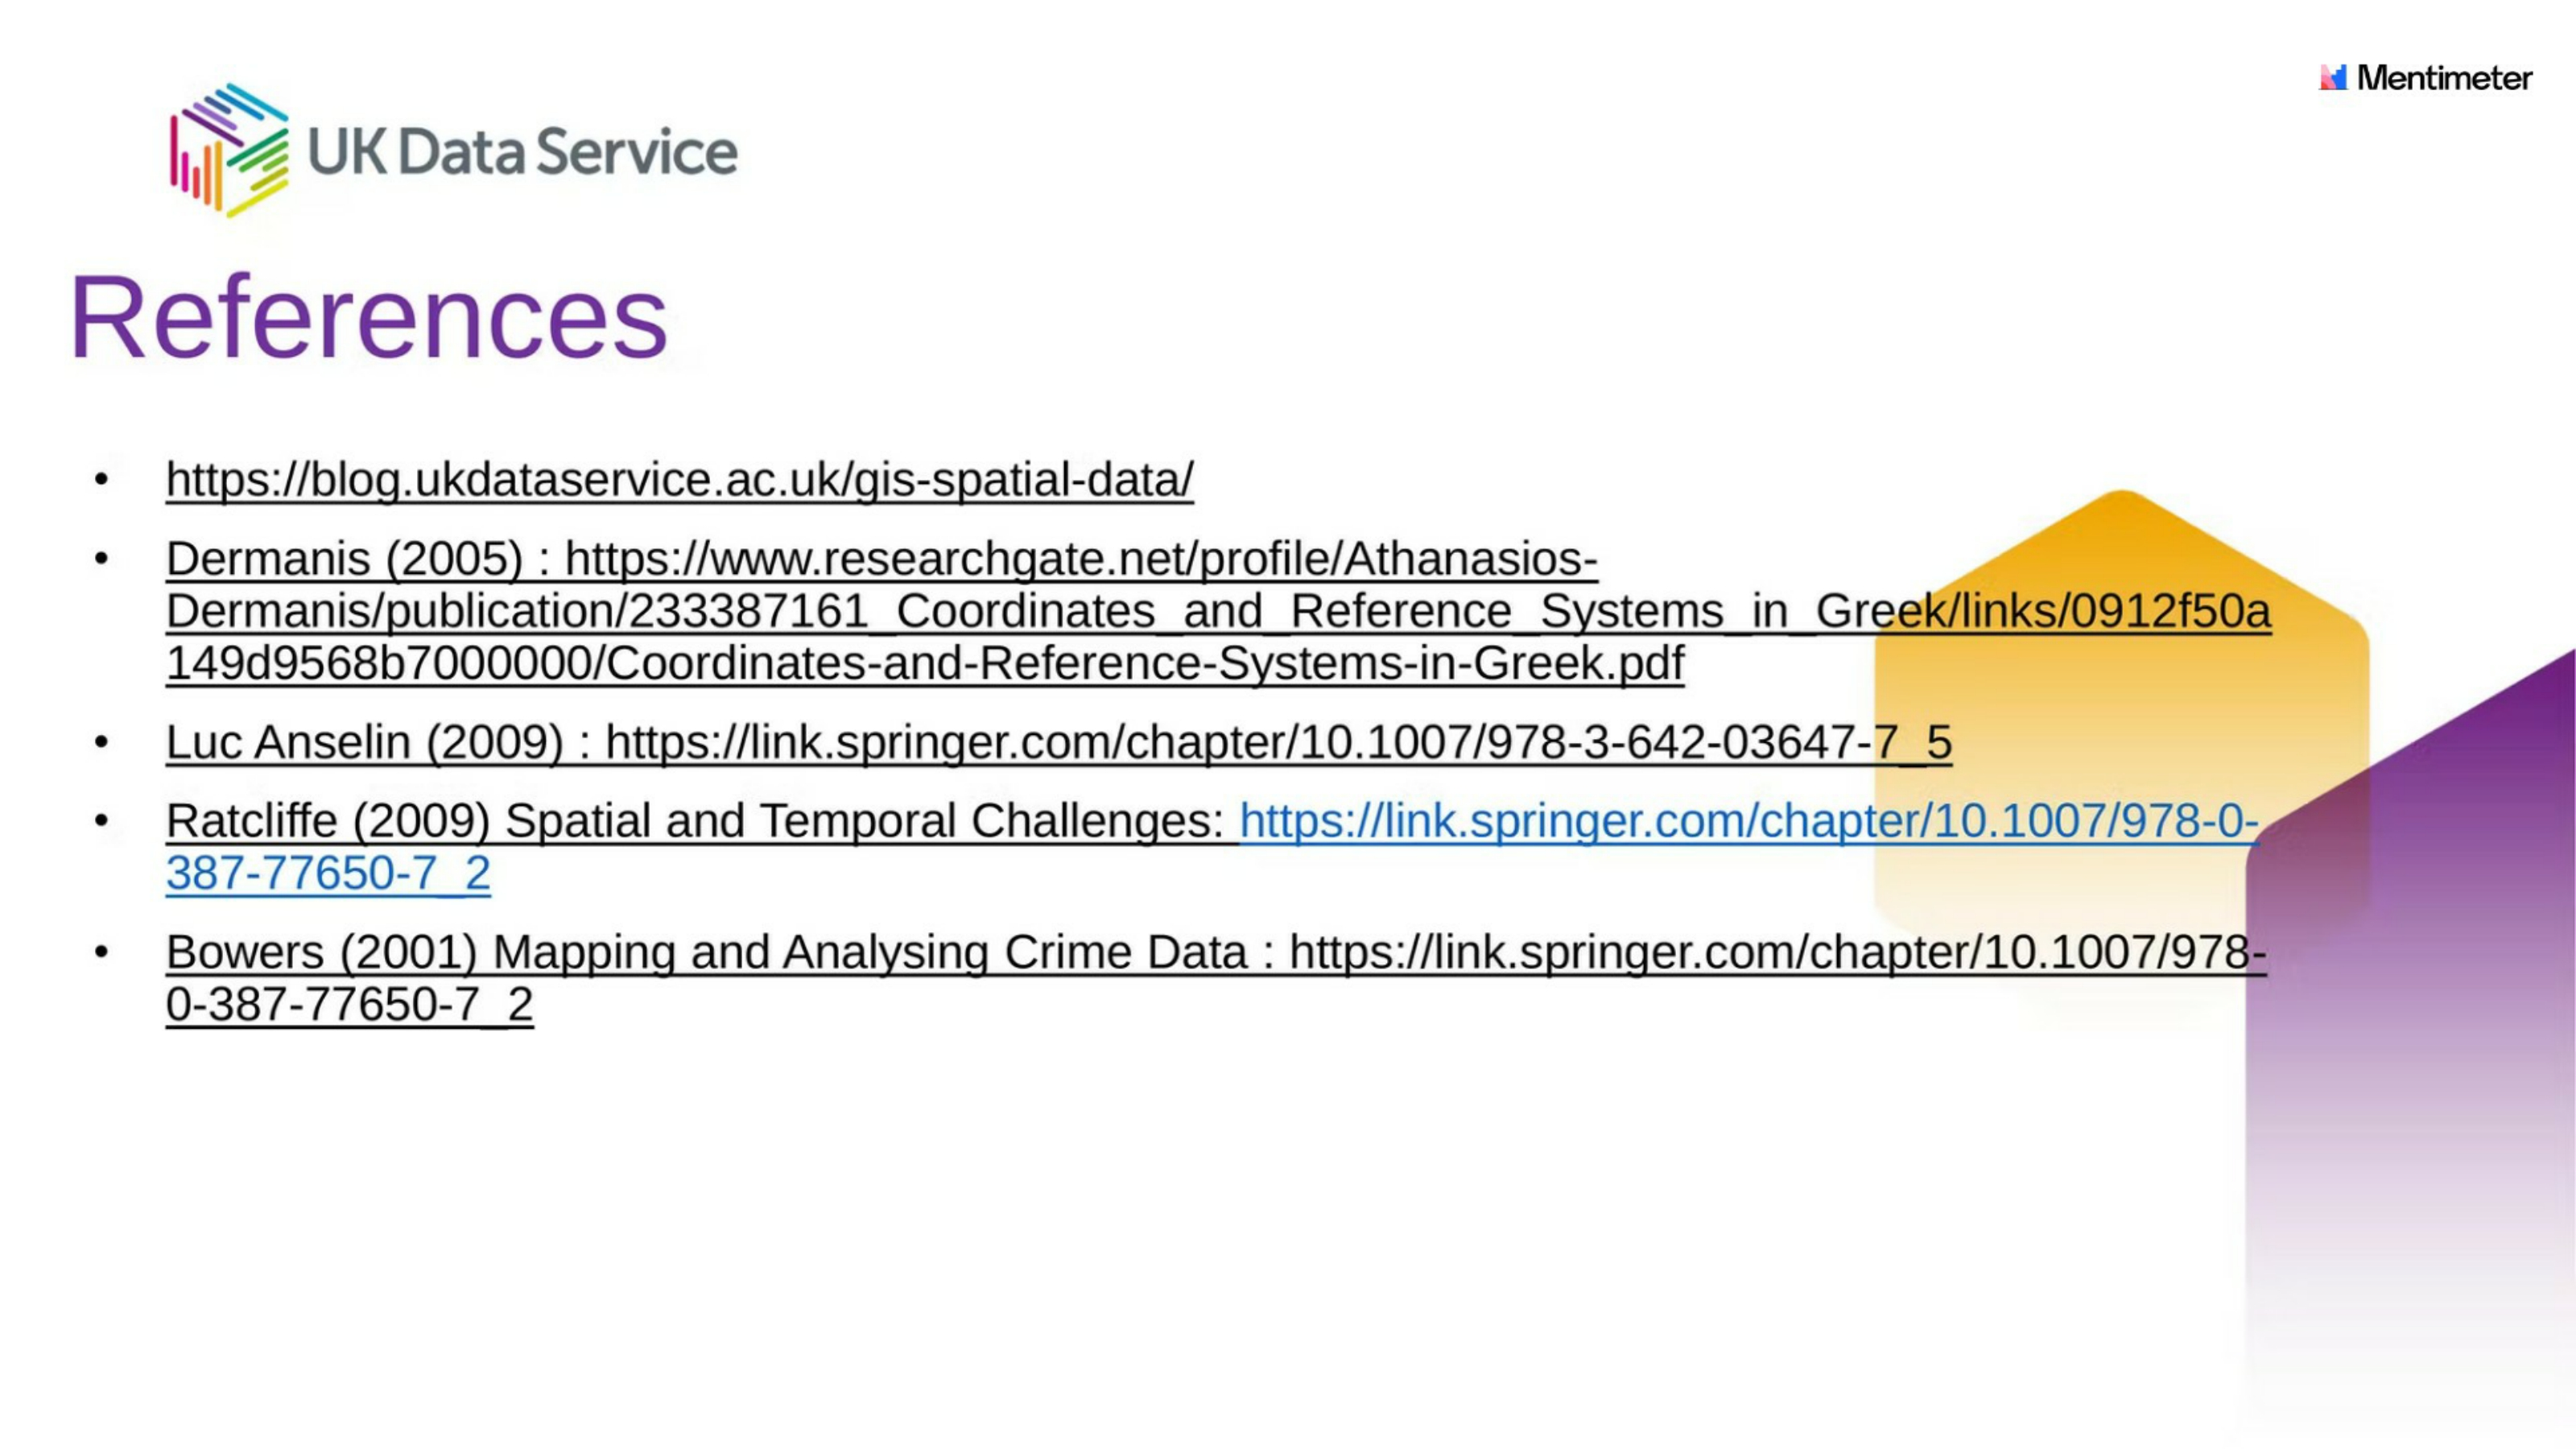 Mentimeter
UK Data Service
References
• https://blog.ukdataservice.ac.uk/gis-spatial-data/
• Dermanis (2005) : https://www.researchgate.net/profile/Athanasios-
Dermanis/publication/233387161_Coordinates_and_Reference_Systems_in_Greek/links/0912f50a
149d9568b7000000/Coordinates-and-Reference-Systems-in-Greek.pdf
• Luc Anselin (2009) : https://link.springer.com/chapter/10.1007/978-3-642-03647-7_5
• Ratcliffe (2009) Spatial and Temporal Challenges: https://link.springer.com/chapter/10.1007/978-0-
387-77650-7_2
• Bowers (2001) Mapping and Analysing Crime Data : https://link.springer.com/chapter/10.1007/978-
0-387-77650-7_2